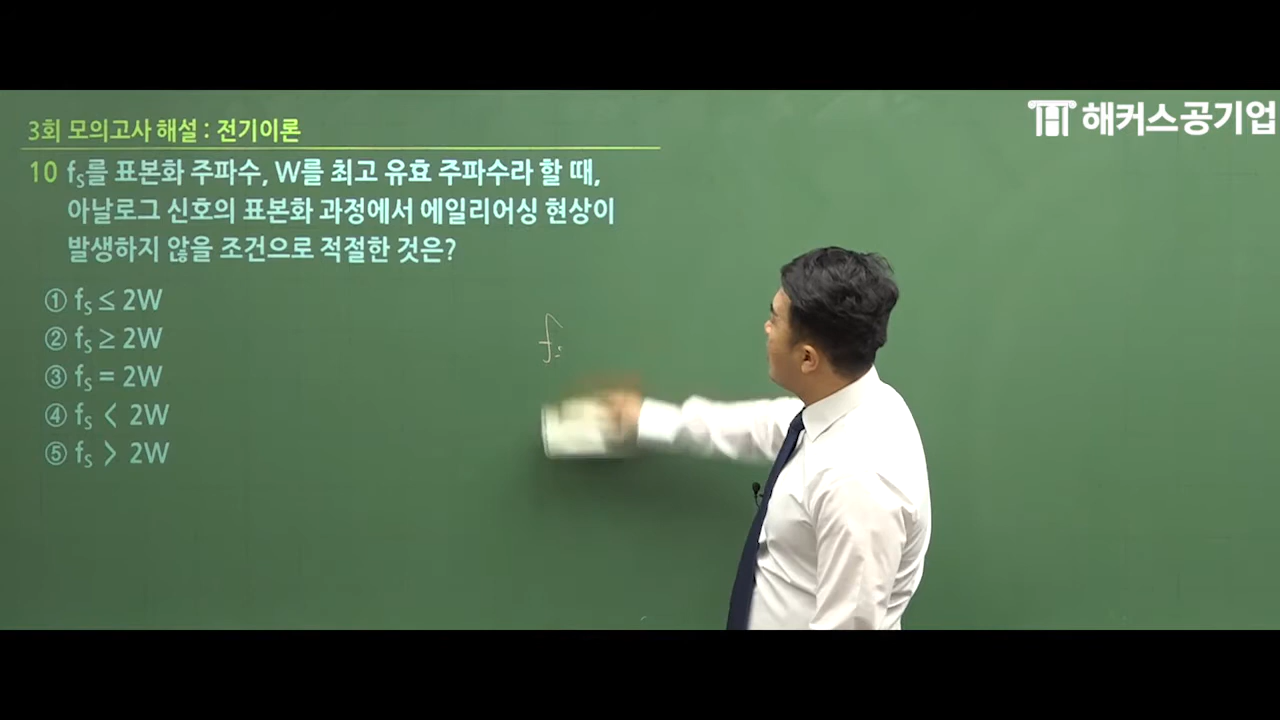 해커스공기업
3회 모의고사 해설 : 전기이론
10 fS를 표본화 주파수, W를 최고 유효 주파수라 할 때,
아날로그 신호의 표본화 과정에서 에일리어싱 현상이
발생하지 않을 조건으로 적절한 것은?
① fS ≤ 2W
② fS ≥ 2W
③ fS = 2W
④ fS < 2W
⑤ fS > 2W